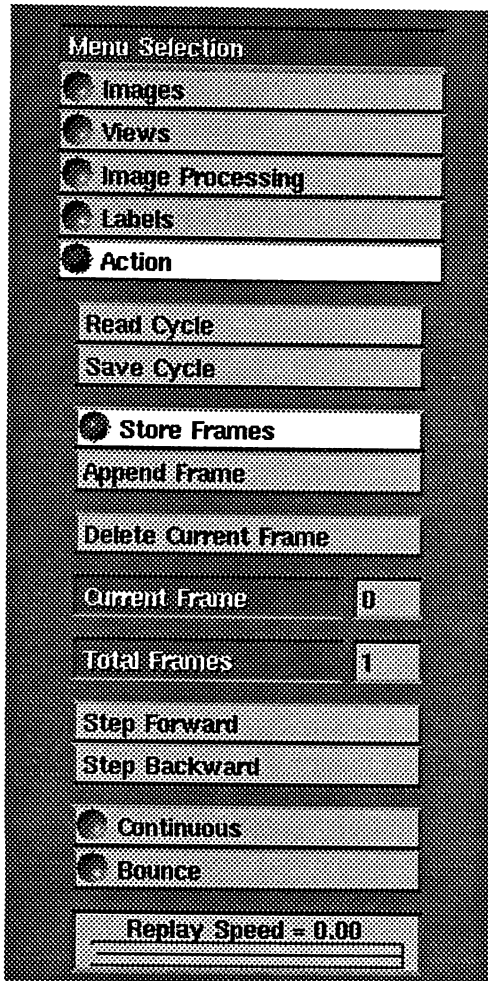 Menu Selection
Images
Views
Image Processing
Labels
Action
Read Cycle
Save Cycle
Store Frames
Append Frame
Delete Current Frame
Current Frame 0
Total Frames 1
Step Forward
Step Backward
Continuous
Bounce
Replay Speed = 0.00